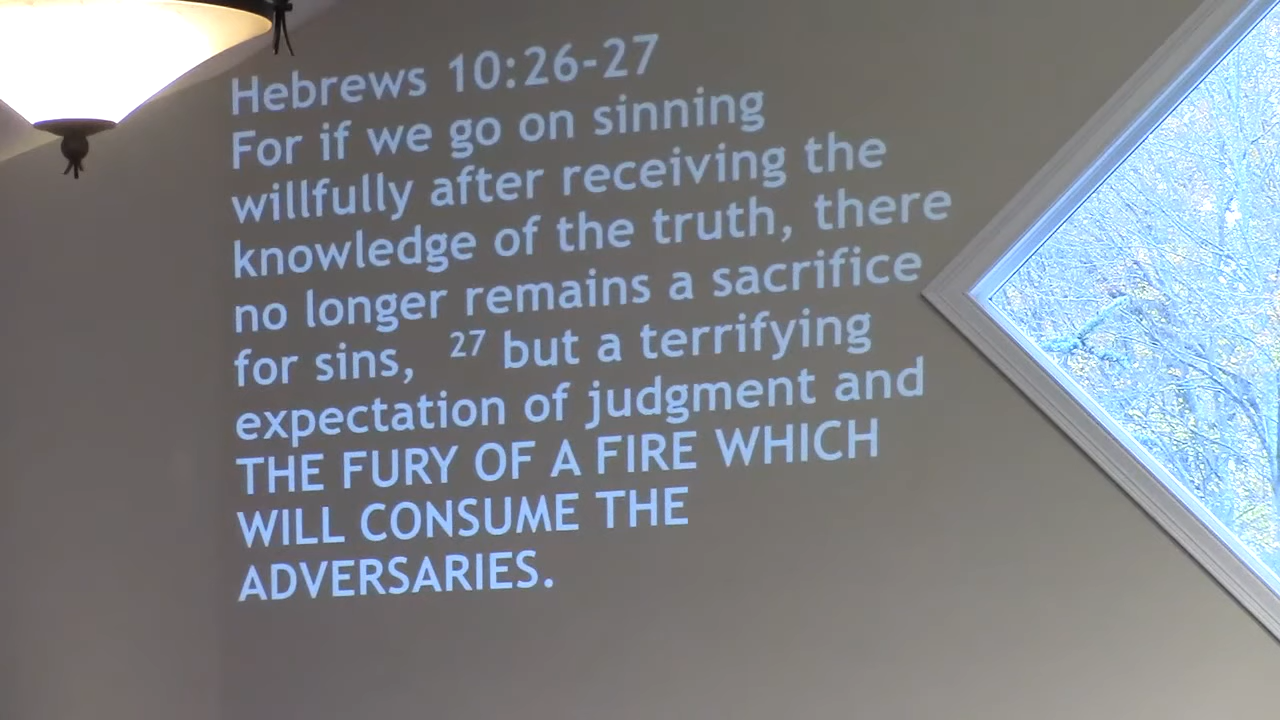 Hebrews 10:26-27
For if we go on sinning
willfully after receiving the
knowledge of the truth, there
no longer remains a sacrifice
for sins, 27 but a terrifying
expectation of judgment and
THE FURY OF A FIRE WHICH
WILL CONSUME THE
ADVERSARIES.